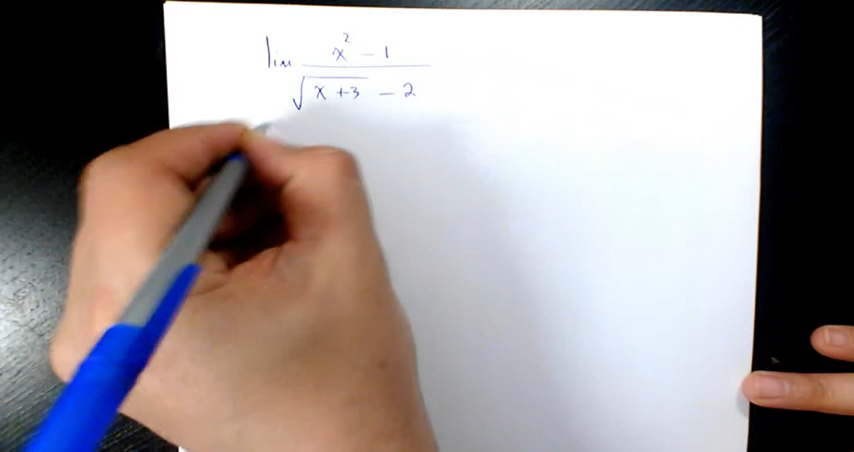 lim x² - 1
√x + 3 - 2